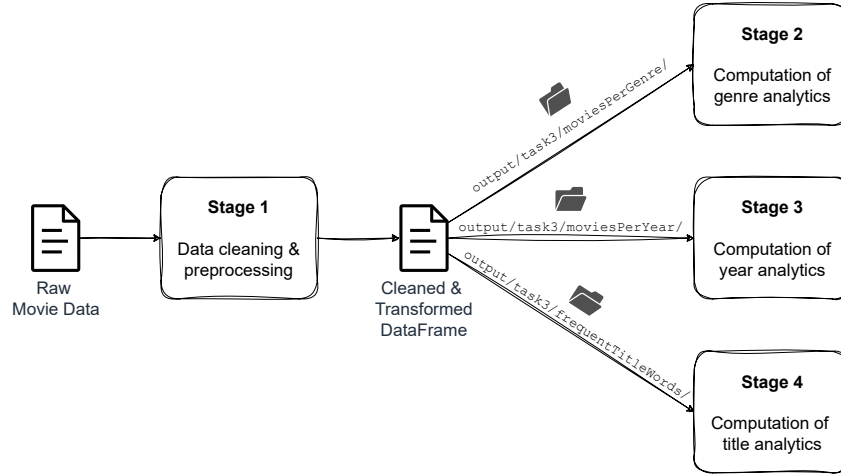 Stage 2
Computation of
genre analytics
output/task3/moviesPerGenre/
Stage 1
Data cleaning &
preprocessing
Raw
Movie Data
Cleaned &
Transformed
DataFrame
output/task3/moviesPerYear/
Stage 3
Computation of
year analytics
output/task3/frequentTitleWords/
Stage 4
Computation of
title analytics